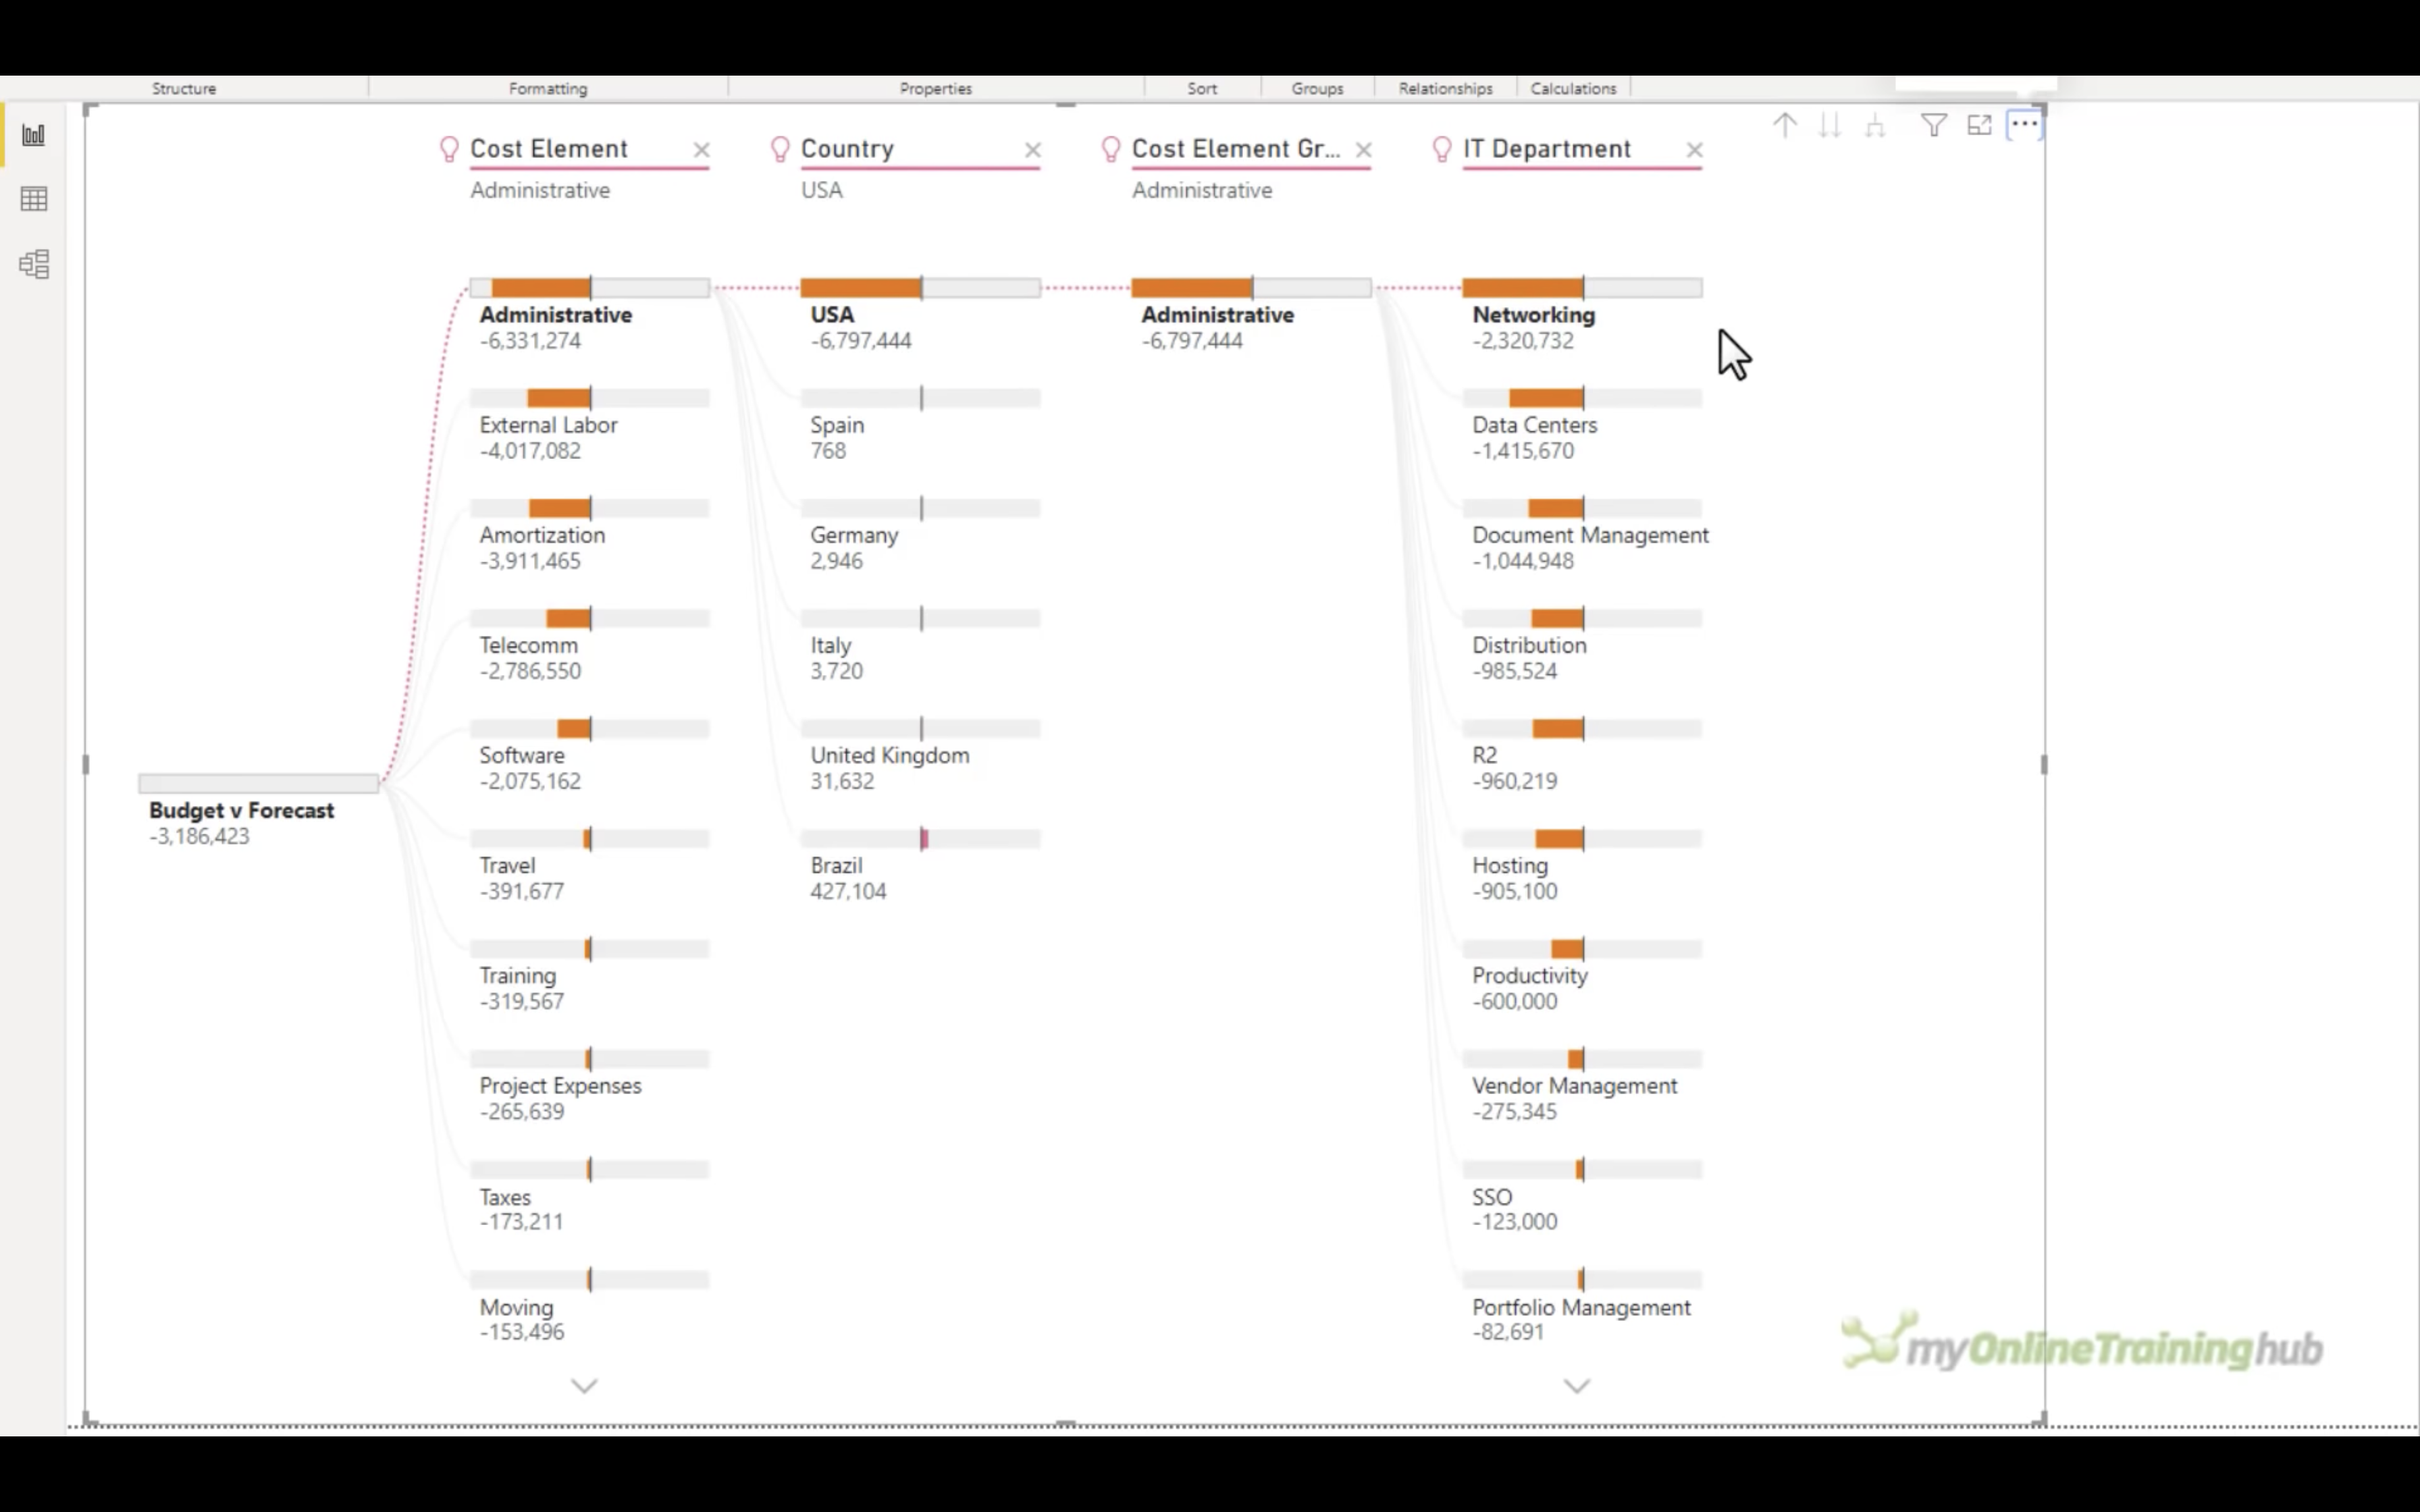 Structure
Formatting
Properties
Sort
Groups
Relationships
Calculations
Cost Element
Administrative
Country
USA
Cost Element Gr...
Administrative
IT Department
Budget v Forecast
-3,186,423
Administrative
-6,331,274
External Labor
-4,017,082
Amortization
-3,911,465
Telecomm
-2,786,550
Software
-2,075,162
Travel
-391,677
Training
-319,567
Project Expenses
-265,639
Taxes
-173,211
Moving
-153,496
USA
-6,797,444
Spain
768
Germany
2,946
Italy
3,720
United Kingdom
31,632
Brazil
427,104
Administrative
-6,797,444
Networking
-2,320,732
Data Centers
-1,415,670
Document Management
-1,044,948
Distribution
-985,524
R2
-960,219
Hosting
-905,100
Productivity
-600,000
Vendor Management
-275,345
SSO
-123,000
Portfolio Management
-82,691
myOnlineTraininghub